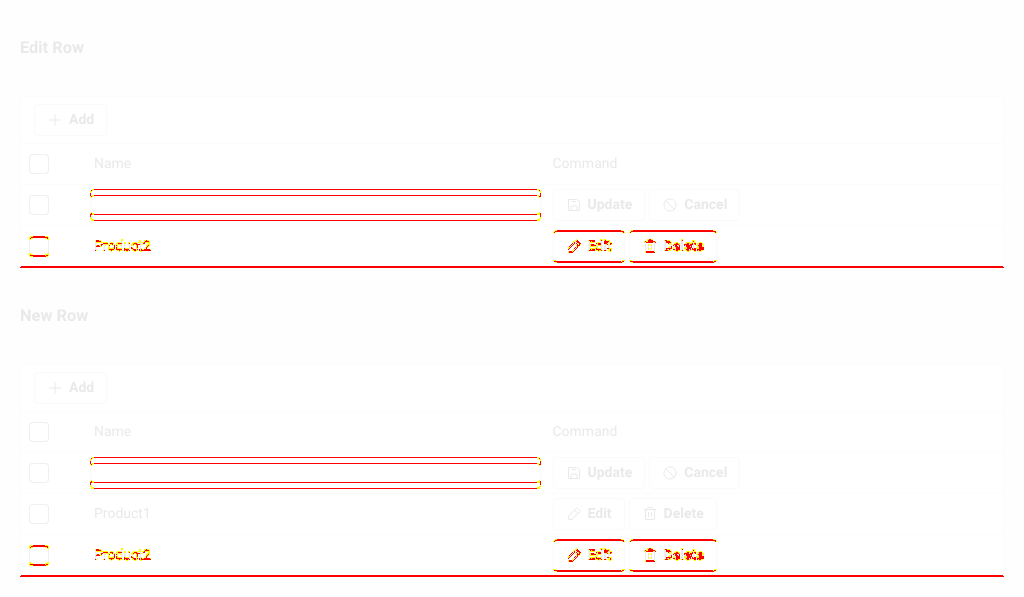 Edit Row
Add
Name Command
Update Cancel
Product2 Edit Delete
New Row
Add
Name Command
Update Cancel
Product1 Edit Delete
Product2 Edit Delete